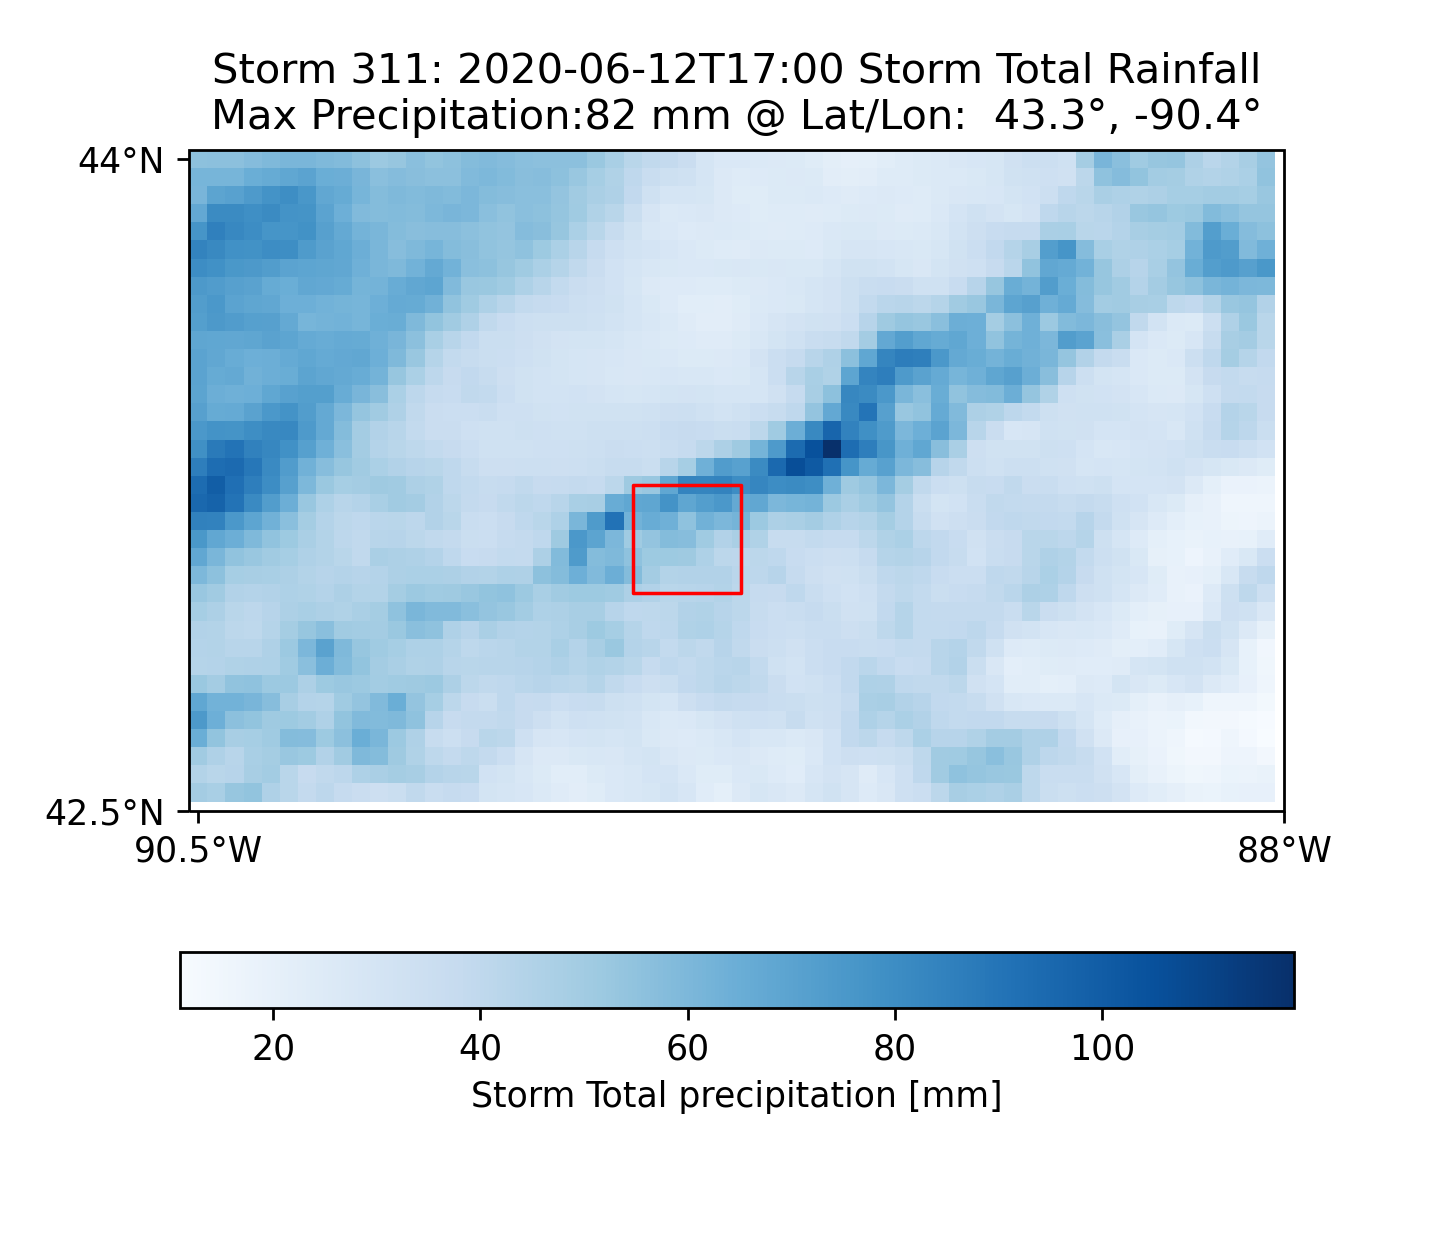 Storm 311: 2020-06-12T17:00 Storm Total Rainfall
Max Precipitation:82 mm @ Lat/Lon:  43.3°, -90.4°
44°N
42.5°N
90.5°W 88°W
20 40 60 80 100
Storm Total precipitation [mm]